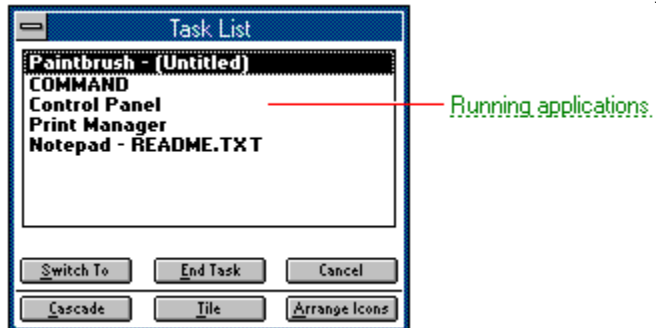 Task List
Paintbrush - (Untitled)
COMMAND
Control Panel
Running applications
Print Manager
Notepad - README.TXT
Switch To End Task Cancel
Cascade Tile Arrange Icons